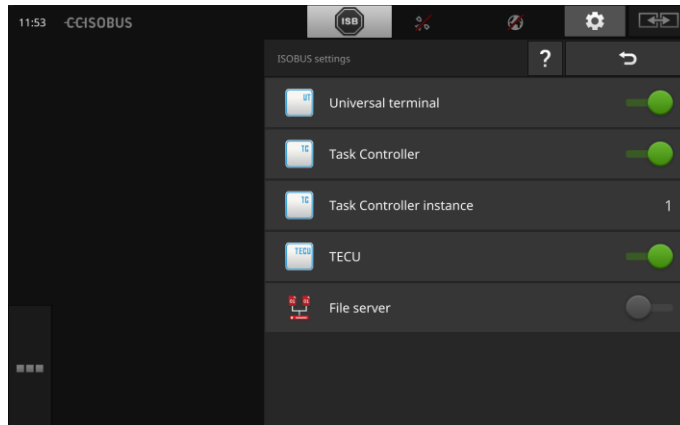 11:53 CCISOBUS ISB
ISOBUS settings ?
UT Universal terminal
TC Task Controller
TC Task Controller instance 1
TECU TECU
File server